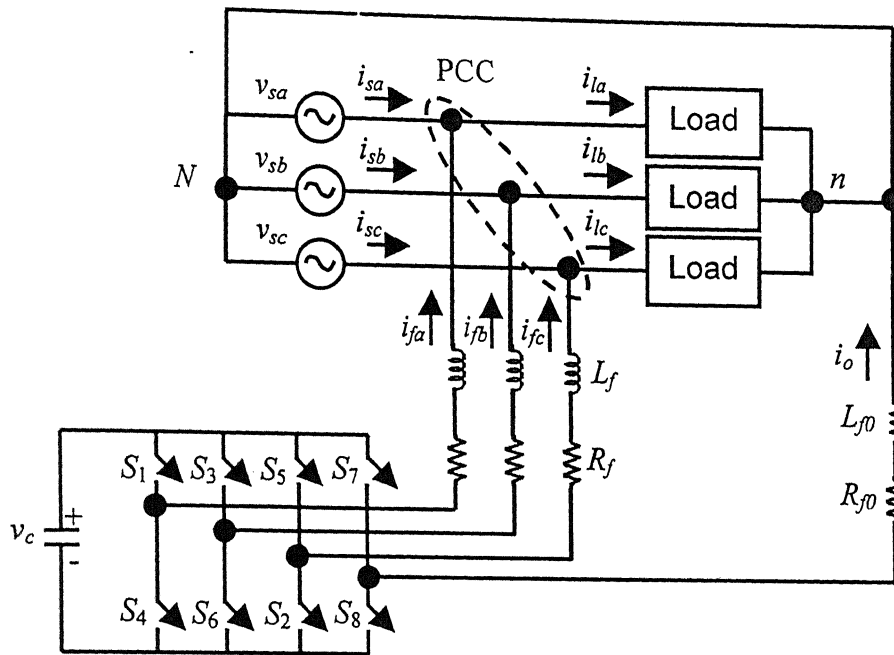 PCC
v_sa
i_sa
i_la
Load
v_sb
i_sb
i_lb
Load
N
n
v_sc
i_sc
i_lc
Load
i_fa
i_fb
i_fc
L_f
i_o
L_f0
S_1
S_3
S_5
S_7
R_f
R_f0
v_c
+
-
S_4
S_6
S_2
S_8